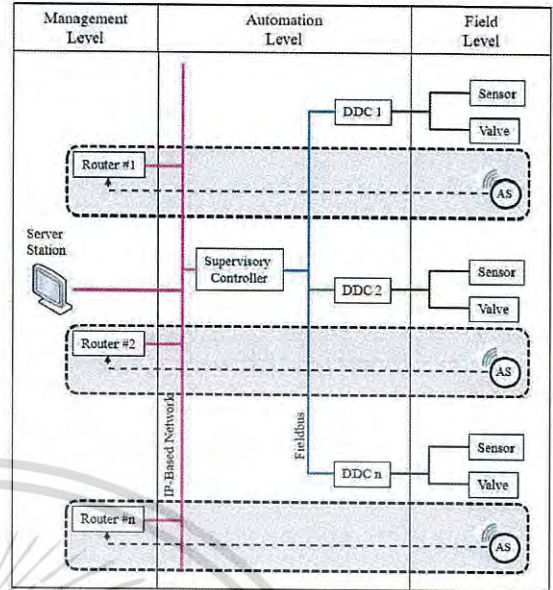 Management
Level
Automation
Level
Field
Level
DDC 1
Sensor
Valve
Router #1
AS
Server
Station
Supervisory
Controller
DDC 2
Sensor
Valve
Router #2
AS
IP-Based Network
Fieldbus
DDC n
Sensor
Valve
Router #n
AS